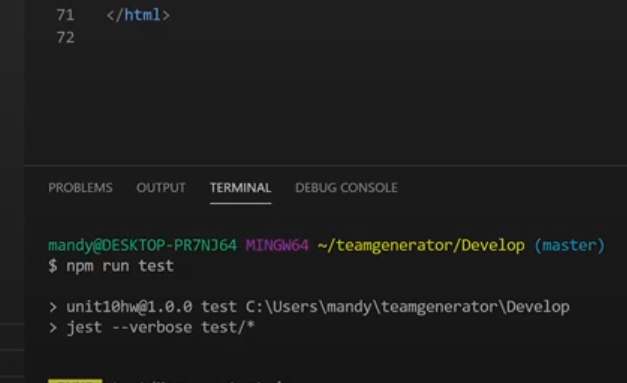 71 </html>
72
PROBLEMS OUTPUT TERMINAL DEBUG CONSOLE
mandy@DESKTOP-PR7NJ64 MINGW64 ~/teamgenerator/Develop (master)
$ npm run test
> unit10hw@1.0.0 test C:\Users\mandy\teamgenerator\Develop
> jest --verbose test/*